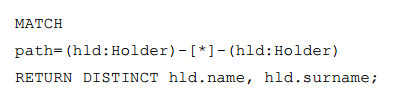 MATCH
path=(hld:Holder)-[*]-(hld:Holder)
RETURN DISTINCT hld.name, hld.surname;